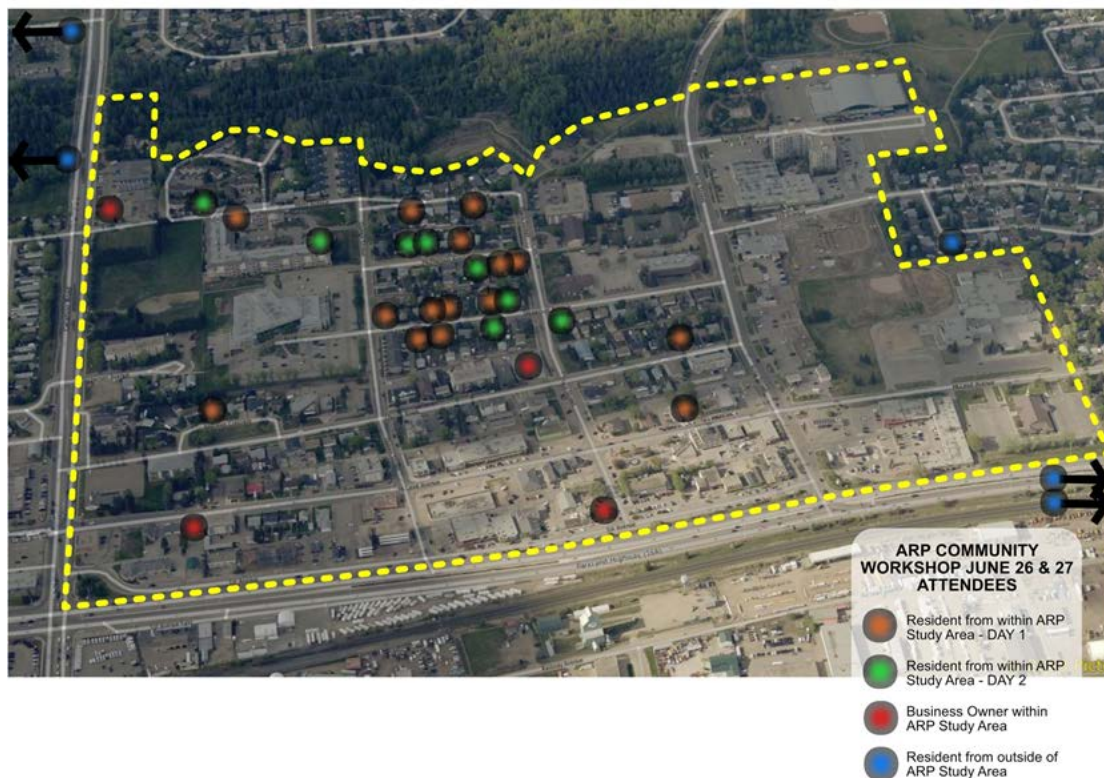 ARP COMMUNITY
WORKSHOP JUNE 26 & 27
ATTENDEES
Resident from within ARP
Study Area - DAY 1
Resident from within ARP
Study Area - DAY 2
Business Owner within
ARP Study Area
Resident from outside of
ARP Study Area